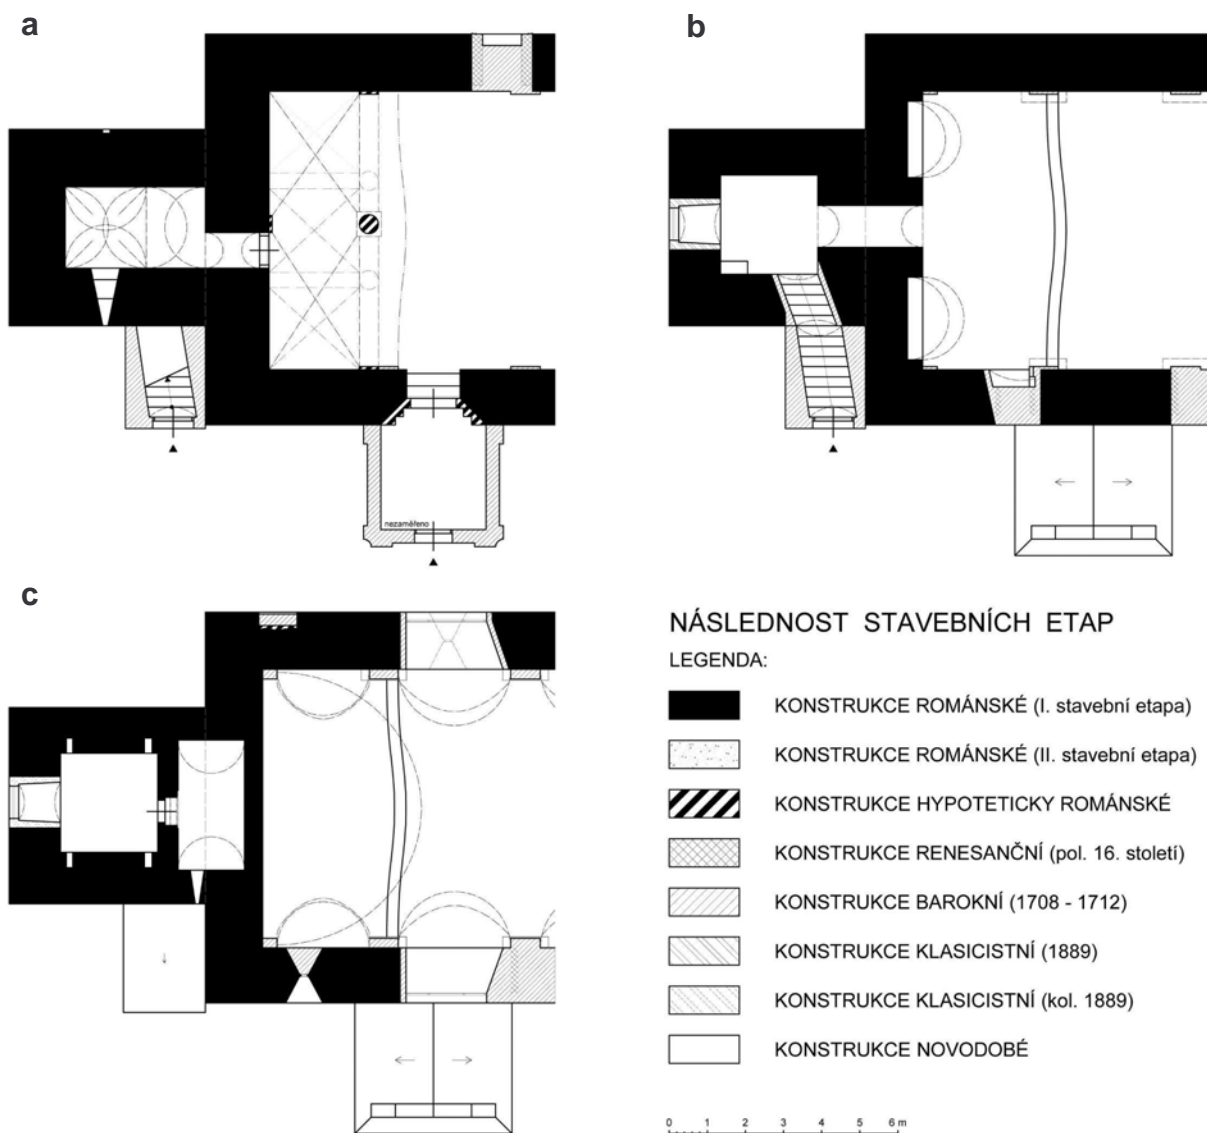 a
b
nezaměřeno
c
NÁSLEDNOST STAVEBNÍCH ETAP
LEGENDA:
KONSTRUKCE ROMÁNSKÉ (I. stavební etapa)
KONSTRUKCE ROMÁNSKÉ (II. stavební etapa)
KONSTRUKCE HYPOTETICKY ROMÁNSKÉ
KONSTRUKCE RENESANČNÍ (pol. 16. století)
KONSTRUKCE BAROKNÍ (1708 - 1712)
KONSTRUKCE KLASICISTNÍ (1889)
KONSTRUKCE KLASICISTNÍ (kol. 1889)
KONSTRUKCE NOVODOBÉ
0 1 2 3 4 5 6 m